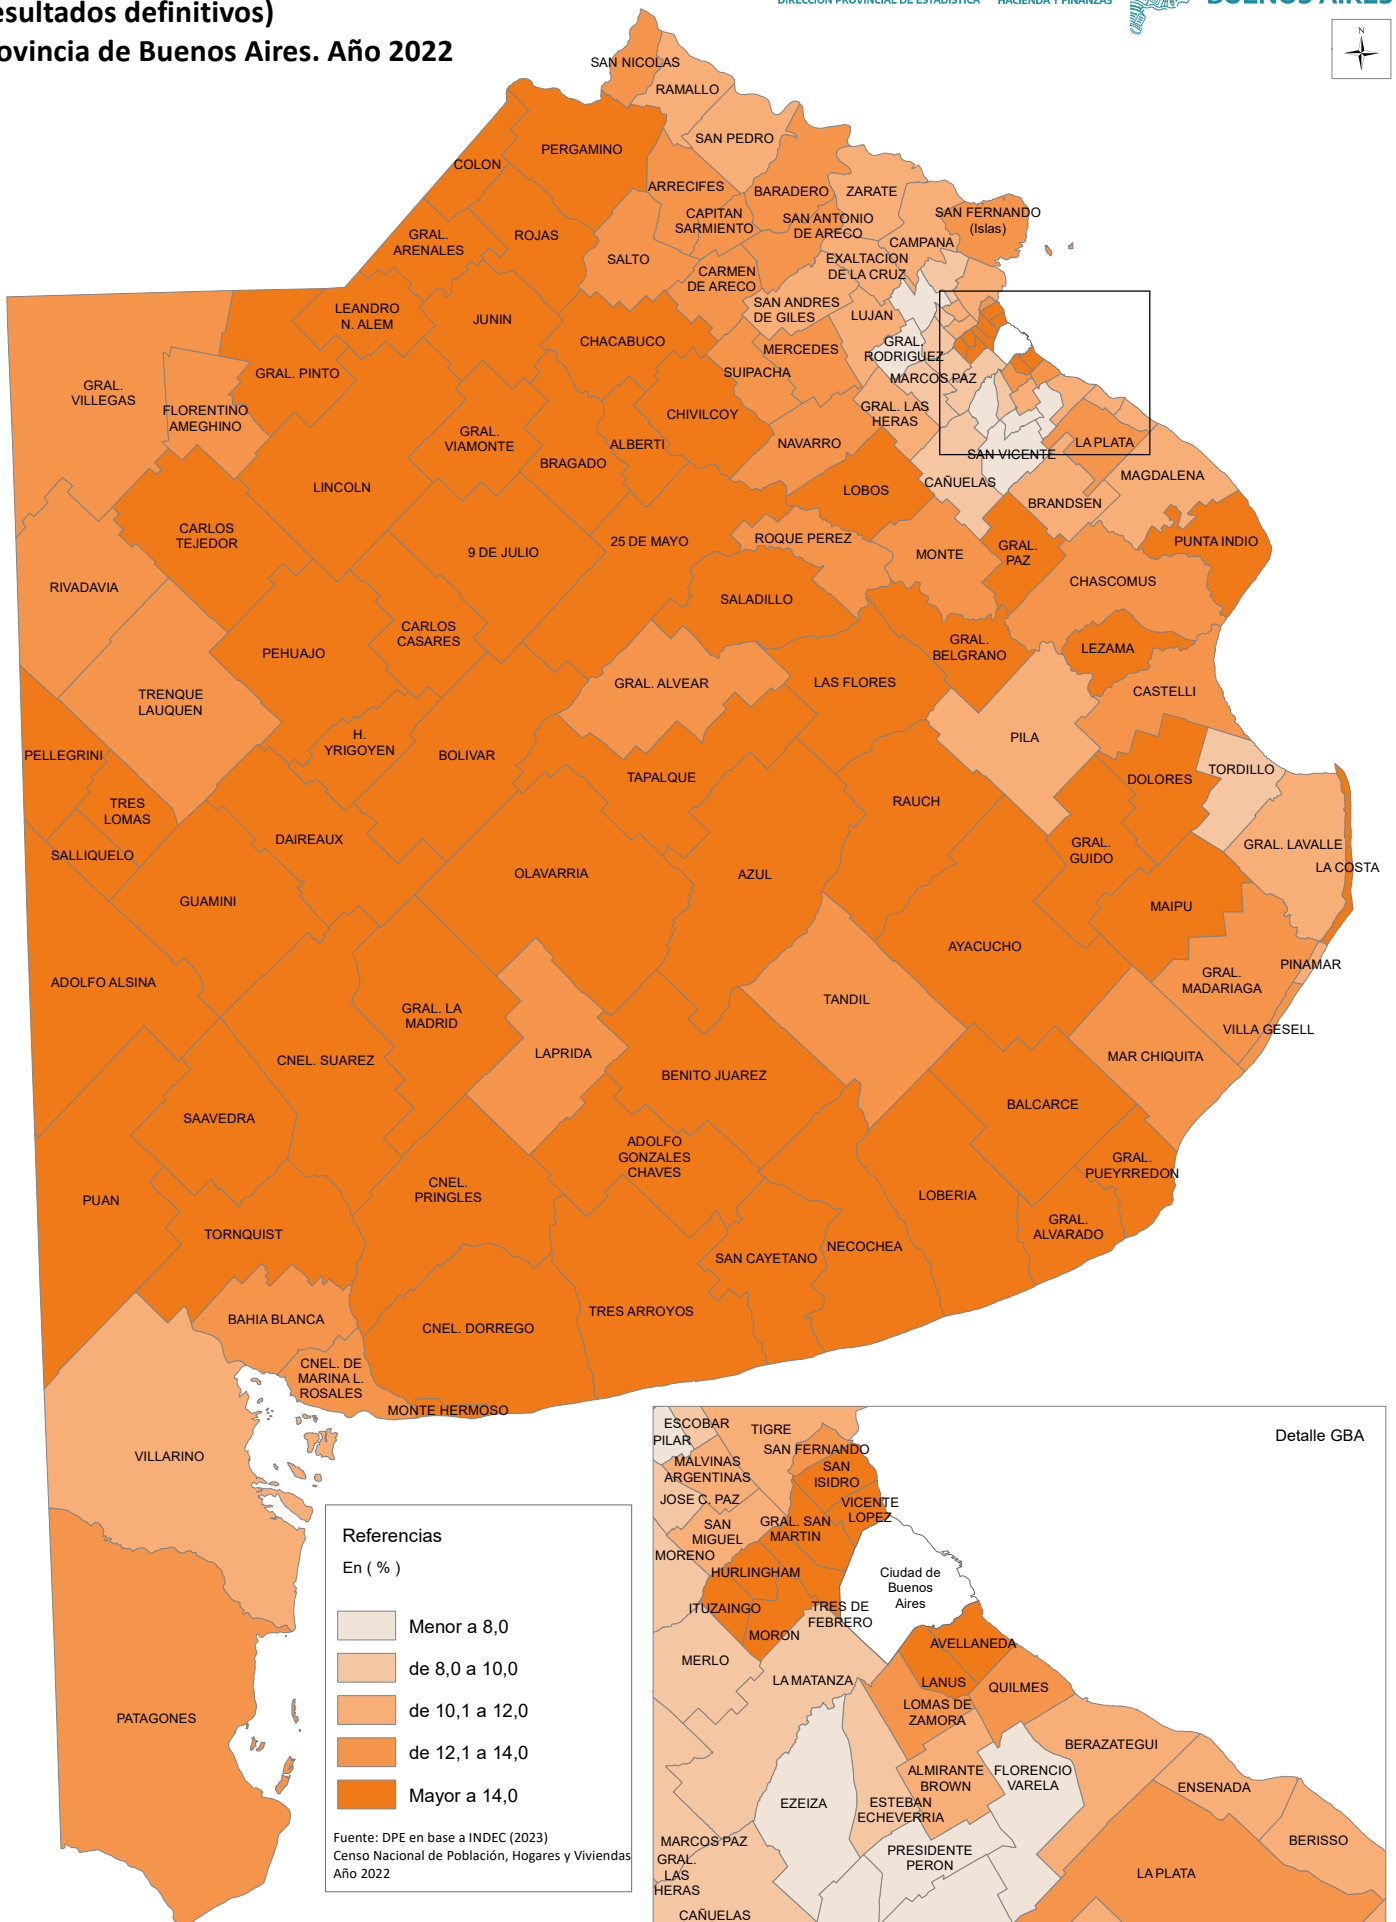 esultados definitivos)
ovincia de Buenos Aires. Año 2022
DIRECCIÓN PROVINCIAL DE ESTADÍSTICA
HACIENDA Y FINANZAS
BUENOS AIRES
N
SAN NICOLAS
RAMALLO
SAN PEDRO
PERGAMINO
COLON
ARRECIFES
BARADERO
ZARATE
CAPITAN
SARMIENTO
SAN ANTONIO
DE ARECO
SAN FERNANDO
(Islas)
GRAL.
ARENALES
ROJAS
SALTO
CAMPANA
EXALTACION
DE LA CRUZ
CARMEN
DE ARECO
LEANDRO
N. ALEM
JUNIN
SAN ANDRES
DE GILES
LUJAN
CHACABUCO
MERCEDES
GRAL.
RODRIGUEZ
GRAL.
VILLEGAS
GRAL. PINTO
SUIPACHA
MARCOS PAZ
FLORENTINO
AMEGHINO
CHIVILCOY
GRAL. LAS
HERAS
GRAL.
VIAMONTE
ALBERTI
NAVARRO
LA PLATA
BRAGADO
SAN VICENTE
LINCOLN
LOBOS
CAÑUELAS
MAGDALENA
BRANDSEN
CARLOS
TEJEDOR
9 DE JULIO
25 DE MAYO
ROQUE PEREZ
MONTE
GRAL.
PAZ
PUNTA INDIO
RIVADAVIA
SALADILLO
CHASCOMUS
CARLOS
CASARES
PEHUAJO
GRAL.
BELGRANO
LEZAMA
TRENQUE
LAUQUEN
GRAL. ALVEAR
LAS FLORES
CASTELLI
H.
YRIGOYEN
PELLEGRINI
BOLIVAR
PILA
TAPALQUE
DOLORES
TORDILLO
TRES
LOMAS
RAUCH
DAIREAUX
SALLIQUELO
GRAL.
GUIDO
GRAL. LAVALLE
LA COSTA
GUAMINI
OLAVARRIA
AZUL
MAIPU
AYACUCHO
ADOLFO ALSINA
GRAL.
MADARIAGA
PINAMAR
TANDIL
GRAL. LA
MADRID
VILLA GESELL
LAPRIDA
MAR CHIQUITA
CNEL. SUAREZ
BENITO JUAREZ
BALCARCE
SAAVEDRA
ADOLFO
GONZALES
CHAVES
GRAL.
PUEYRREDON
PUAN
CNEL.
PRINGLES
LOBERIA
TORNQUIST
GRAL.
ALVARADO
SAN CAYETANO
NECOCHEA
BAHIA BLANCA
CNEL. DORREGO
TRES ARROYOS
CNEL. DE
MARINA L.
ROSALES
MONTE HERMOSO
VILLARINO
PATAGONES
Referencias
En ( % )
Menor a 8,0
de 8,0 a 10,0
de 10,1 a 12,0
de 12,1 a 14,0
Mayor a 14,0
Fuente: DPE en base a INDEC (2023)
Censo Nacional de Población, Hogares y Viviendas
Año 2022
Detalle GBA
ESCOBAR
PILAR
TIGRE
SAN FERNANDO
MALVINAS
ARGENTINAS
SAN
ISIDRO
JOSE C. PAZ
VICENTE
LOPEZ
SAN
MIGUEL
GRAL. SAN
MARTIN
MORENO
HURLINGHAM
Ciudad de
Buenos
Aires
ITUZAINGO
TRES DE
FEBRERO
MORON
AVELLANEDA
MERLO
LA MATANZA
LANUS
QUILMES
LOMAS DE
ZAMORA
BERAZATEGUI
ALMIRANTE
BROWN
FLORENCIO
VARELA
ENSENADA
EZEIZA
ESTEBAN
ECHEVERRIA
BERISSO
MARCOS PAZ
PRESIDENTE
PERON
GRAL.
LAS
HERAS
LA PLATA
CAÑUELAS